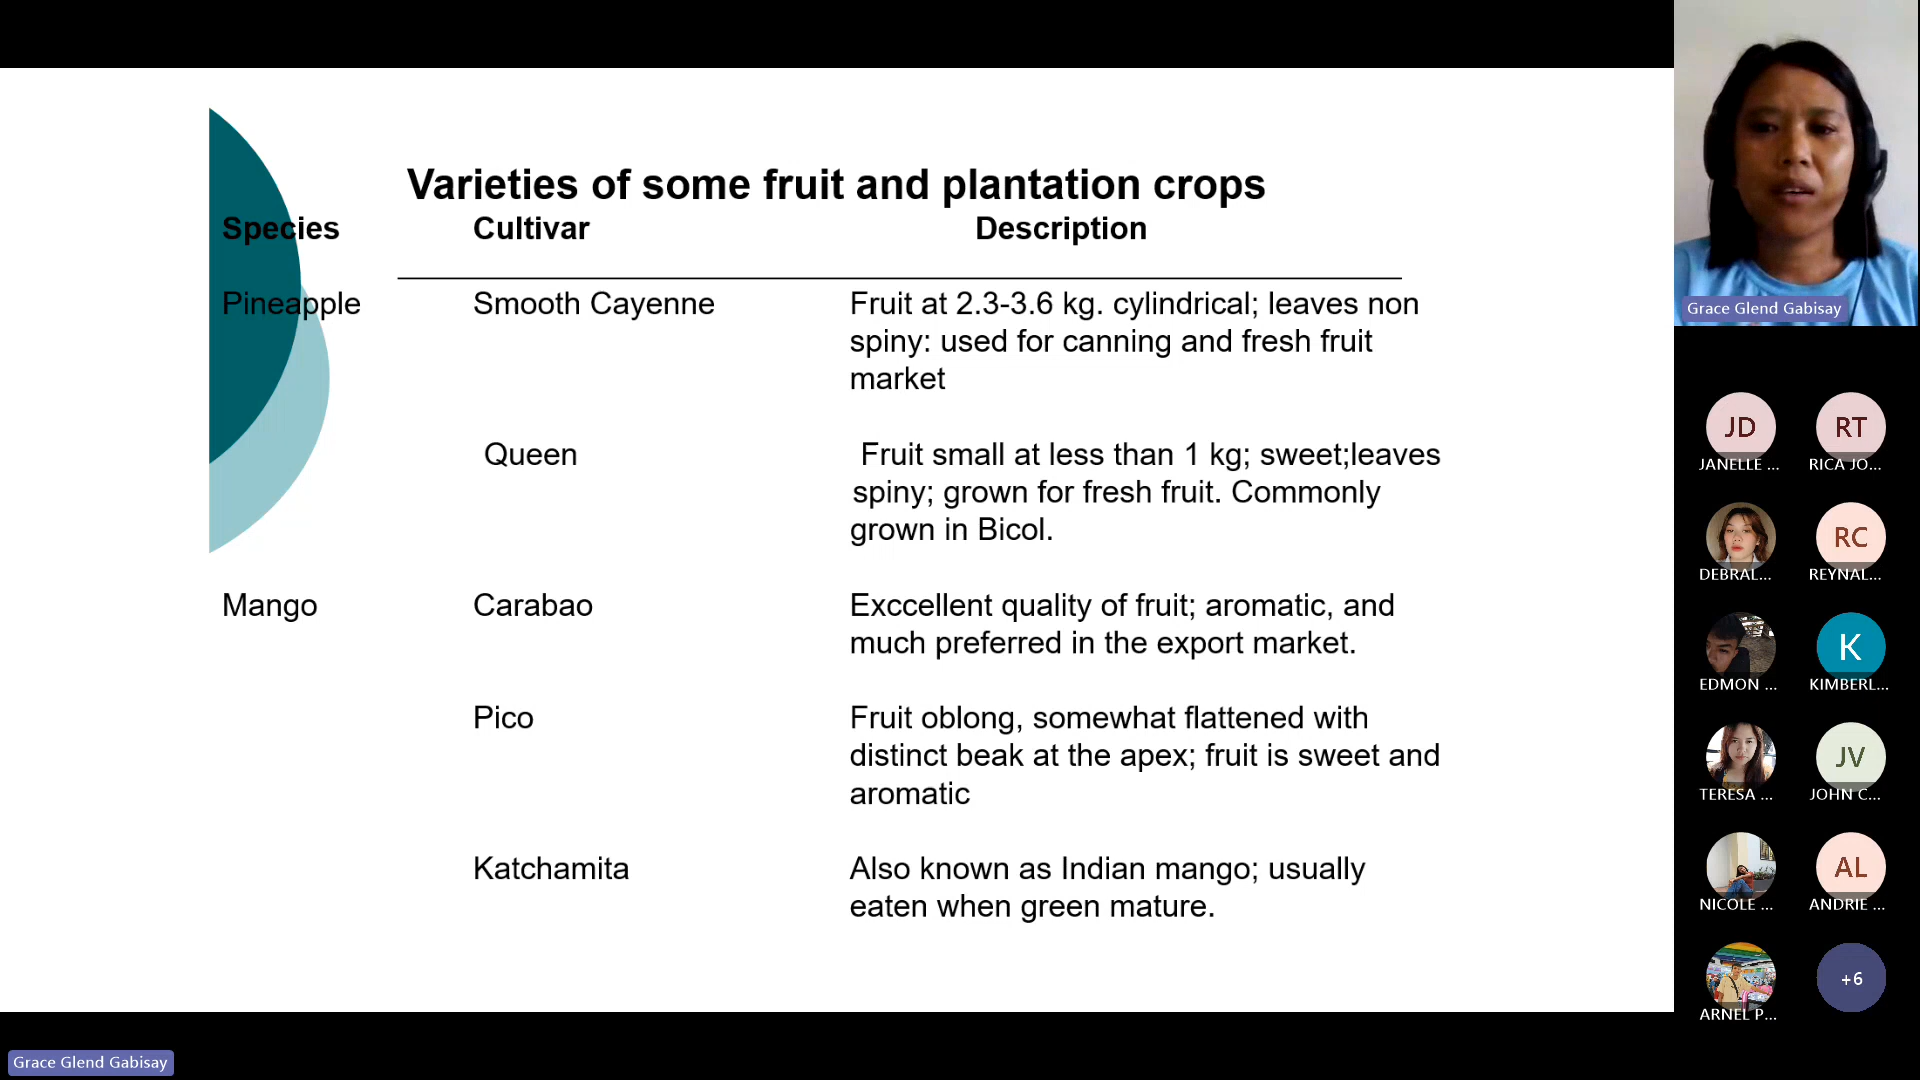 Varieties of some fruit and plantation crops
Species Cultivar Description
Pineapple Smooth Cayenne Fruit at 2.3-3.6 kg. cylindrical; leaves non
spiny: used for canning and fresh fruit
market
Queen Fruit small at less than 1 kg; sweet;leaves
spiny; grown for fresh fruit. Commonly
grown in Bicol.
Mango Carabao Exccellent quality of fruit; aromatic, and
much preferred in the export market.
Pico Fruit oblong, somewhat flattened with
distinct beak at the apex; fruit is sweet and
aromatic
Katchamita Also known as Indian mango; usually
eaten when green mature.
Grace Glend Gabisay
JD RT
JANELLE ... RICA JO...
RC
DEBRAL... REYNAL...
K
EDMON ... KIMBERL...
JV
TERESA ... JOHN C...
AL
NICOLE ... ANDRIE ...
+6
ARNEL P...
Grace Glend Gabisay